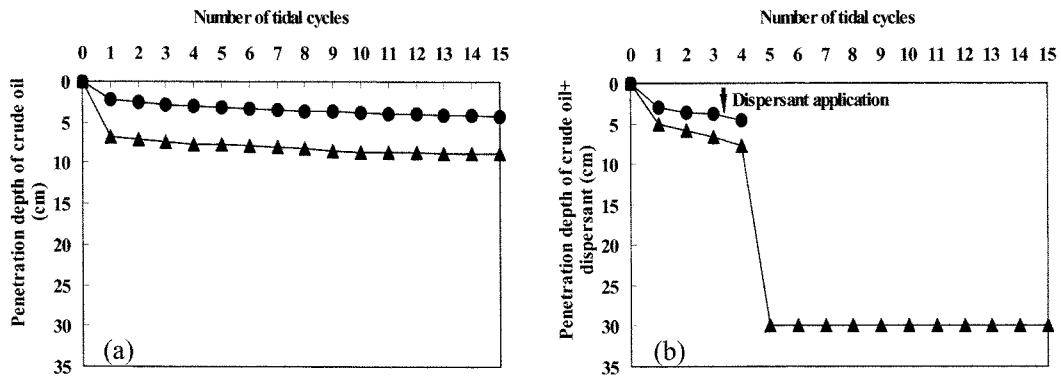 Number of tidal cycles
0 1 2 3 4 5 6 7 8 9 10 11 12 13 14 15
0
5
10
15
20
25
30
35
Penetration depth of crude oil
(cm)
(a)
Number of tidal cycles
0 1 2 3 4 5 6 7 8 9 10 11 12 13 14 15
0
5
10
15
20
25
30
35
Penetration depth of crude oil+
dispersant (cm)
Dispersant application
(b)